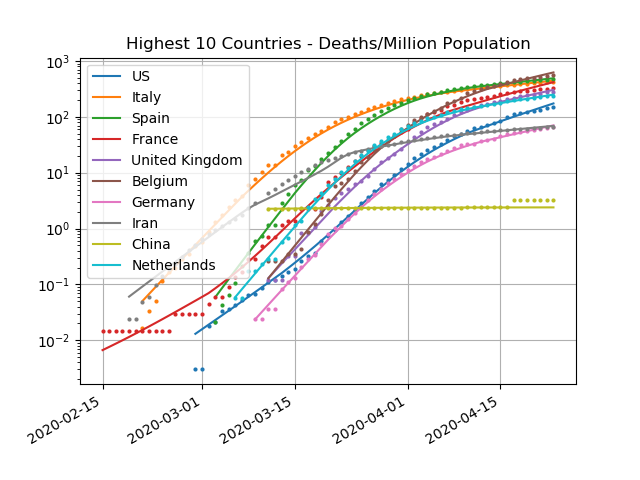 Highest 10 Countries - Deaths/Million Population
10³
10²
10¹
10⁰
10⁻¹
10⁻²
US
Italy
Spain
France
United Kingdom
Belgium
Germany
Iran
China
Netherlands
2020-02-15
2020-03-01
2020-03-15
2020-04-01
2020-04-15